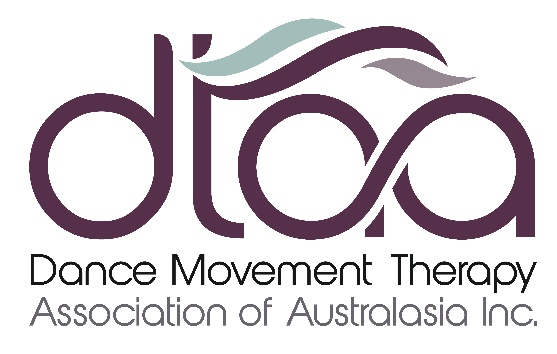 dtaa
Dance Movement Therapy
Association of Australasia Inc.